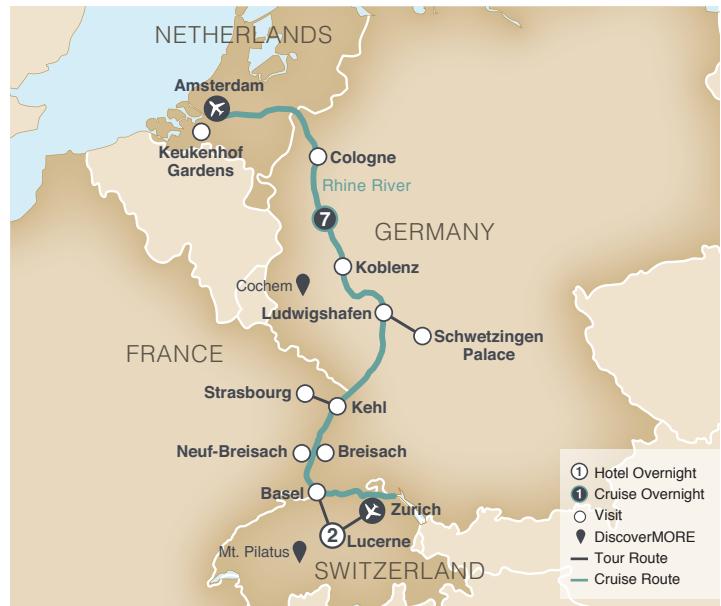 NETHERLANDS
Amsterdam
Keukenhof
Gardens
Cologne
Rhine River
7
GERMANY
Koblenz
Cochem
Ludwigshafen
Schwetzingen
Palace
FRANCE
Strasbourg
Kehl
Neuf-Breisach
Breisach
Basel
Zurich
2
Lucerne
Mt. Pilatus
SWITZERLAND
1 Hotel Overnight
1 Cruise Overnight
Visit
DiscoverMORE
Tour Route
Cruise Route